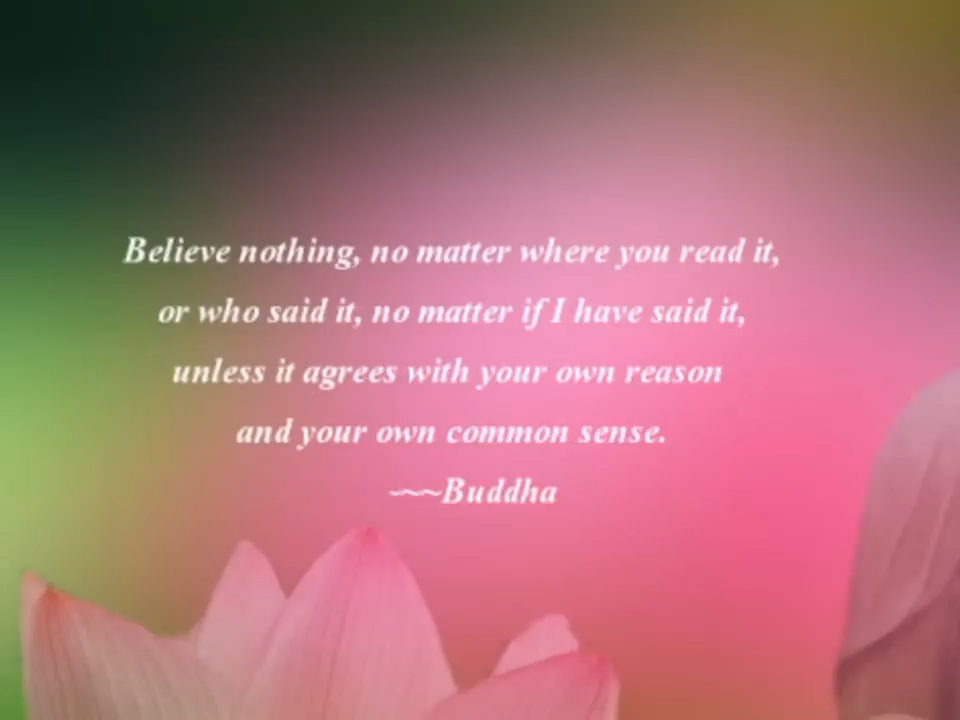 Believe nothing, no matter where you read it,
or who said it, no matter if I have said it,
unless it agrees with your own reason
and your own common sense.
~~~Buddha